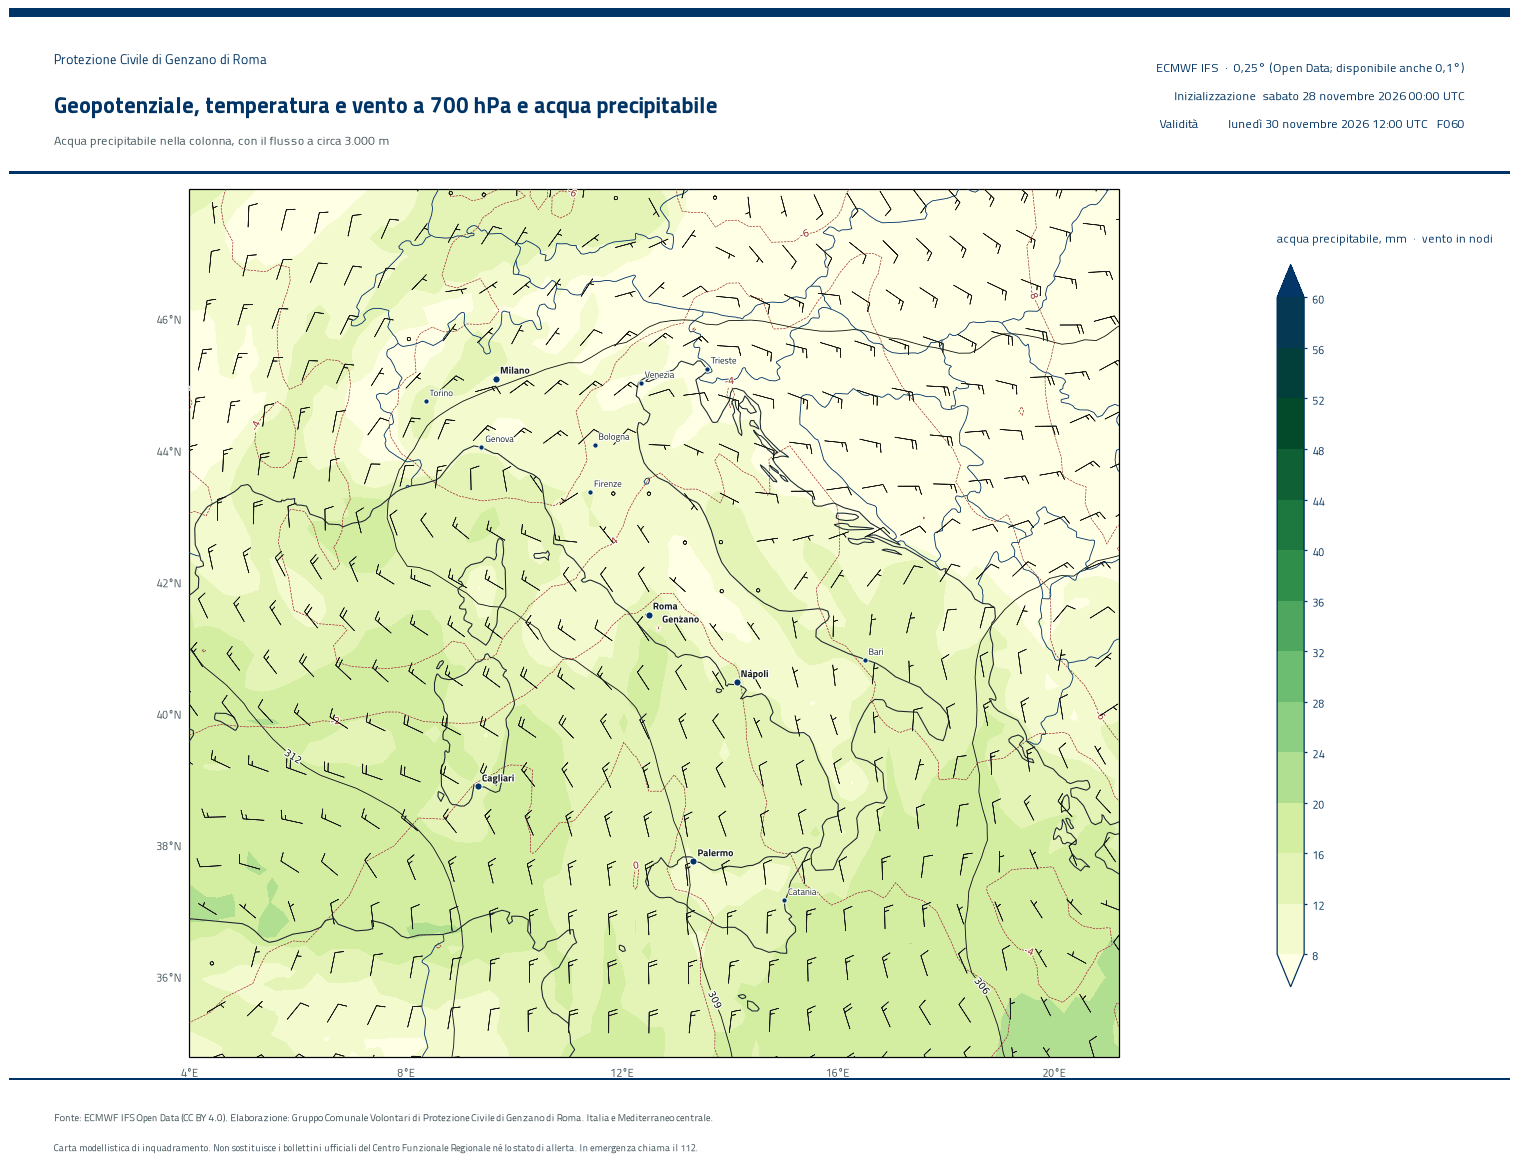 Protezione Civile di Genzano di Roma
Geopotenziale, temperatura e vento a 700 hPa e acqua precipitabile
Acqua precipitabile nella colonna, con il flusso a circa 3.000 m
ECMWF IFS · 0,25° (Open Data; disponibile anche 0,1°)
Inizializzazione sabato 28 novembre 2026 00:00 UTC
Validità lunedì 30 novembre 2026 12:00 UTC F060
acqua precipitabile, mm · vento in nodi
60
56
52
48
44
40
36
32
28
24
20
16
12
8
46°N
44°N
42°N
40°N
38°N
36°N
4°E
8°E
12°E
16°E
20°E
Milano
Torino
Venezia
Trieste
Genova
Bologna
Firenze
Roma
Genzano
Napoli
Bari
Cagliari
Palermo
Catania
312
309
306
-6
-6
-8
-4
-4
-4
-2
0
-4
Fonte: ECMWF IFS Open Data (CC BY 4.0). Elaborazione: Gruppo Comunale Volontari di Protezione Civile di Genzano di Roma. Italia e Mediterraneo centrale.
Carta modellistica di inquadramento. Non sostituisce i bollettini ufficiali del Centro Funzionale Regionale né lo stato di allerta. In emergenza chiama il 112.